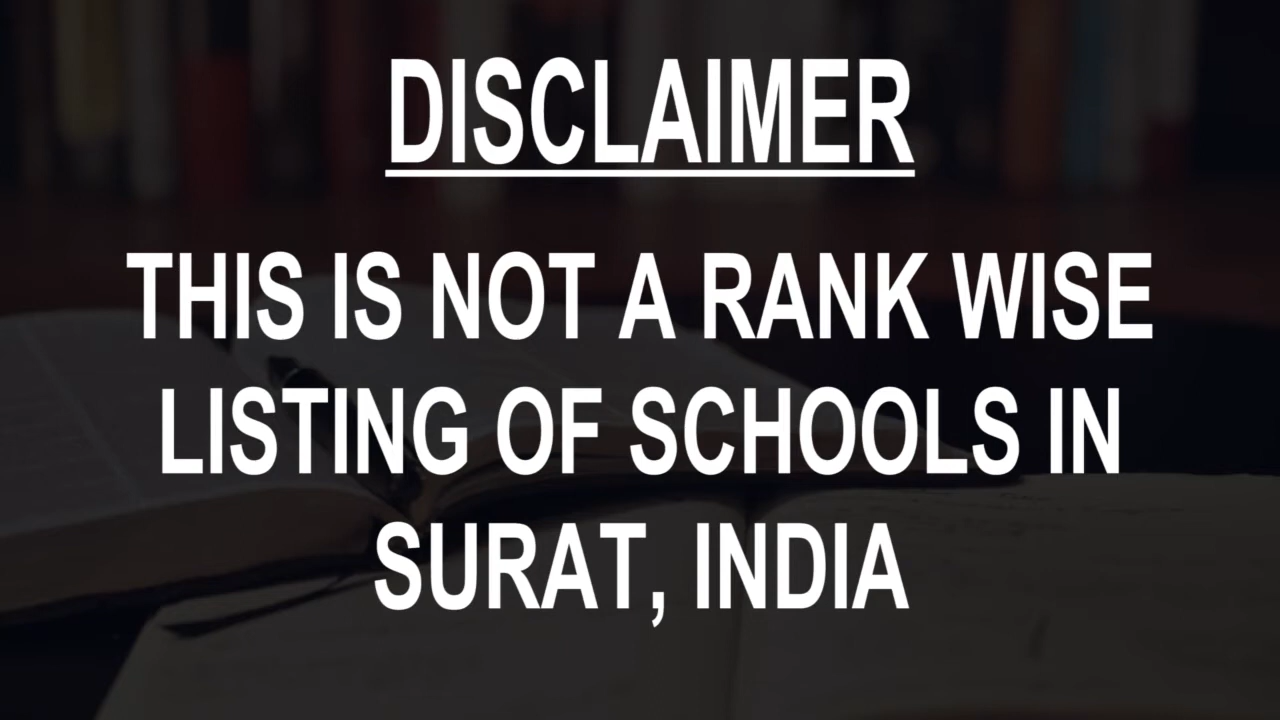 DISCLAIMER
THIS IS NOT A RANK WISE
LISTING OF SCHOOLS IN
SURAT, INDIA